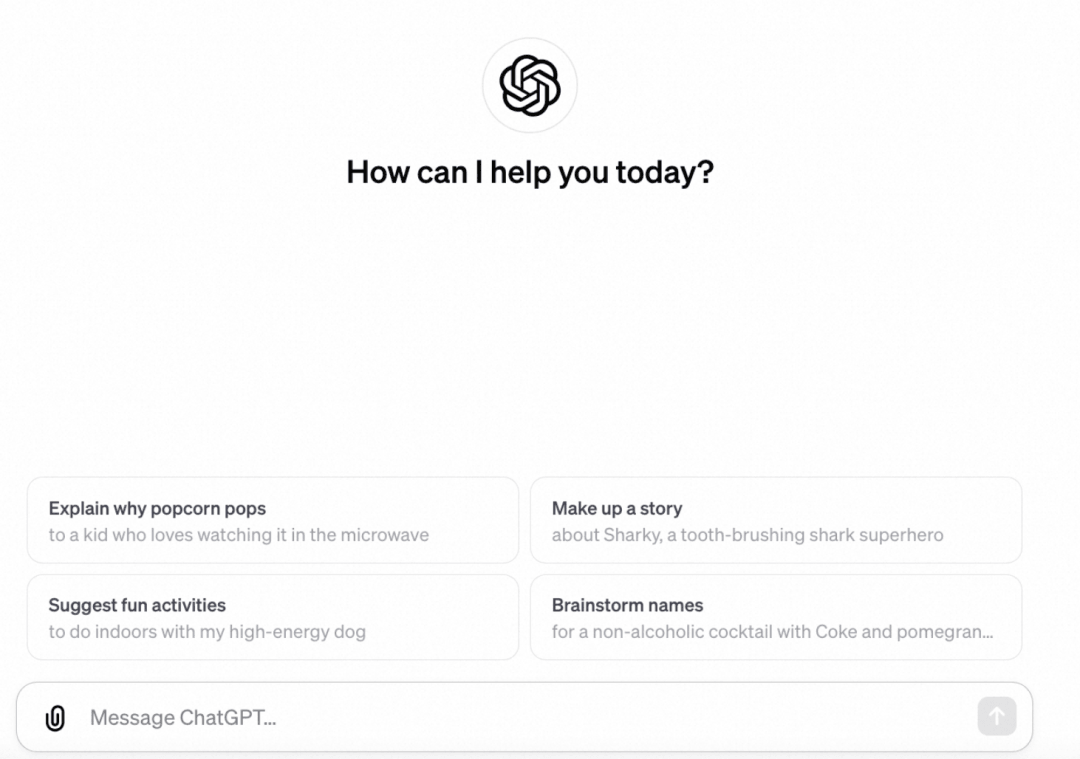 How can I help you today?
Explain why popcorn pops
to a kid who loves watching it in the microwave
Make up a story
about Sharky, a tooth-brushing shark superhero
Suggest fun activities
to do indoors with my high-energy dog
Brainstorm names
for a non-alcoholic cocktail with Coke and pomegran...
Message ChatGPT...